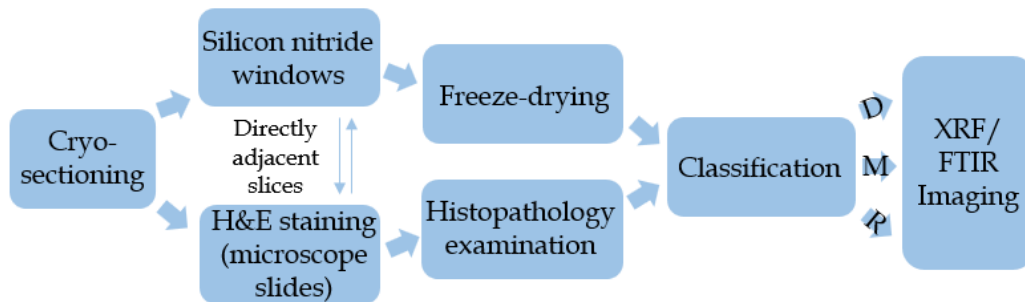 Cryo-
sectioning
Silicon nitride
windows
Directly
adjacent
slices
H&E staining
(microscope
slides)
Freeze-drying
Histopathology
examination
Classification
D
M
R
XRF/
FTIR
Imaging